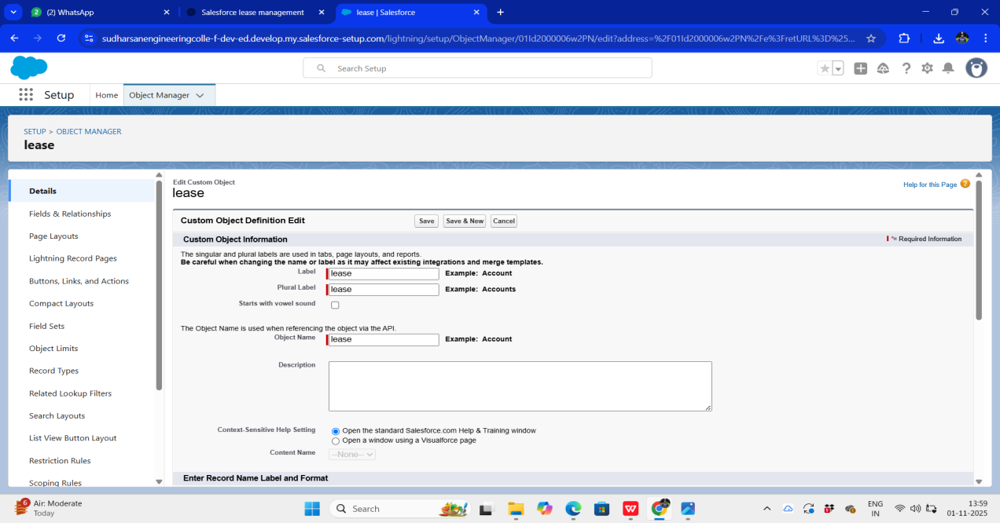 (2) WhatsApp
Salesforce lease management
lease | Salesforce
sudharsanengineeringcolle-f-dev-ed.develop.my.salesforce-setup.com/lightning/setup/ObjectManager/01Id2000006w2PN/edit?address=%2F01Id2000006w2PN%2Fe%3FretURL%3D%25...
Search Setup
Setup
Home
Object Manager
SETUP > OBJECT MANAGER
lease
Details
Fields & Relationships
Page Layouts
Lightning Record Pages
Buttons, Links, and Actions
Compact Layouts
Field Sets
Object Limits
Record Types
Related Lookup Filters
Search Layouts
List View Button Layout
Restriction Rules
Scoping Rules
Edit Custom Object
lease
Help for this Page ?
Custom Object Definition Edit Save Save & New Cancel
Custom Object Information = Required Information
The singular and plural labels are used in tabs, page layouts, and reports.
Be careful when changing the name or label as it may affect existing integrations and merge templates.
Label lease Example: Account
Plural Label lease Example: Accounts
Starts with vowel sound
The Object Name is used when referencing the object via the API.
Object Name lease Example: Account
Description
Context-Sensitive Help Setting Open the standard Salesforce.com Help & Training window
Open a window using a Visualforce page
Content Name --None--
Enter Record Name Label and Format
6
Air: Moderate
Today
Search
ENG
IN
13:59
01-11-2025